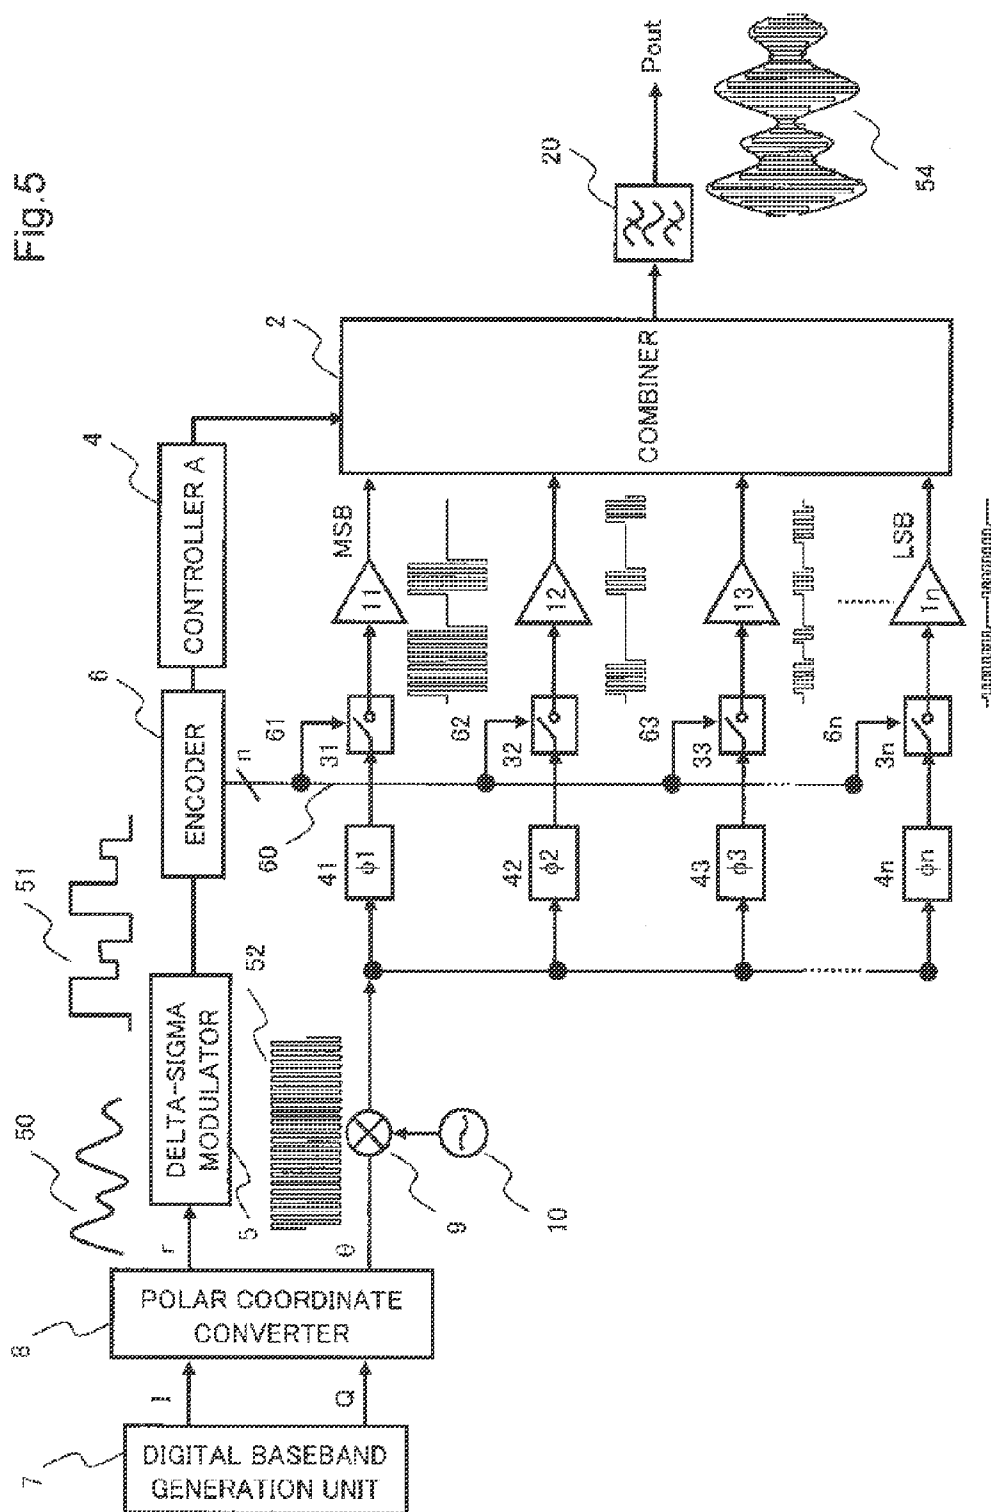 Fig.5
7
DIGITAL BASEBAND
GENERATION UNIT
I
Q
8
POLAR COORDINATE
CONVERTER
r
θ
50
DELTA-SIGMA
MODULATOR
5
51
52
9
10
6
ENCODER
n
60
4
CONTROLLER A
41
ϕ1
61
31
11
MSB
42
ϕ2
62
32
12
43
ϕ3
63
33
13
4n
ϕn
6n
3n
1n
LSB
2
COMBINER
20
Pout
54